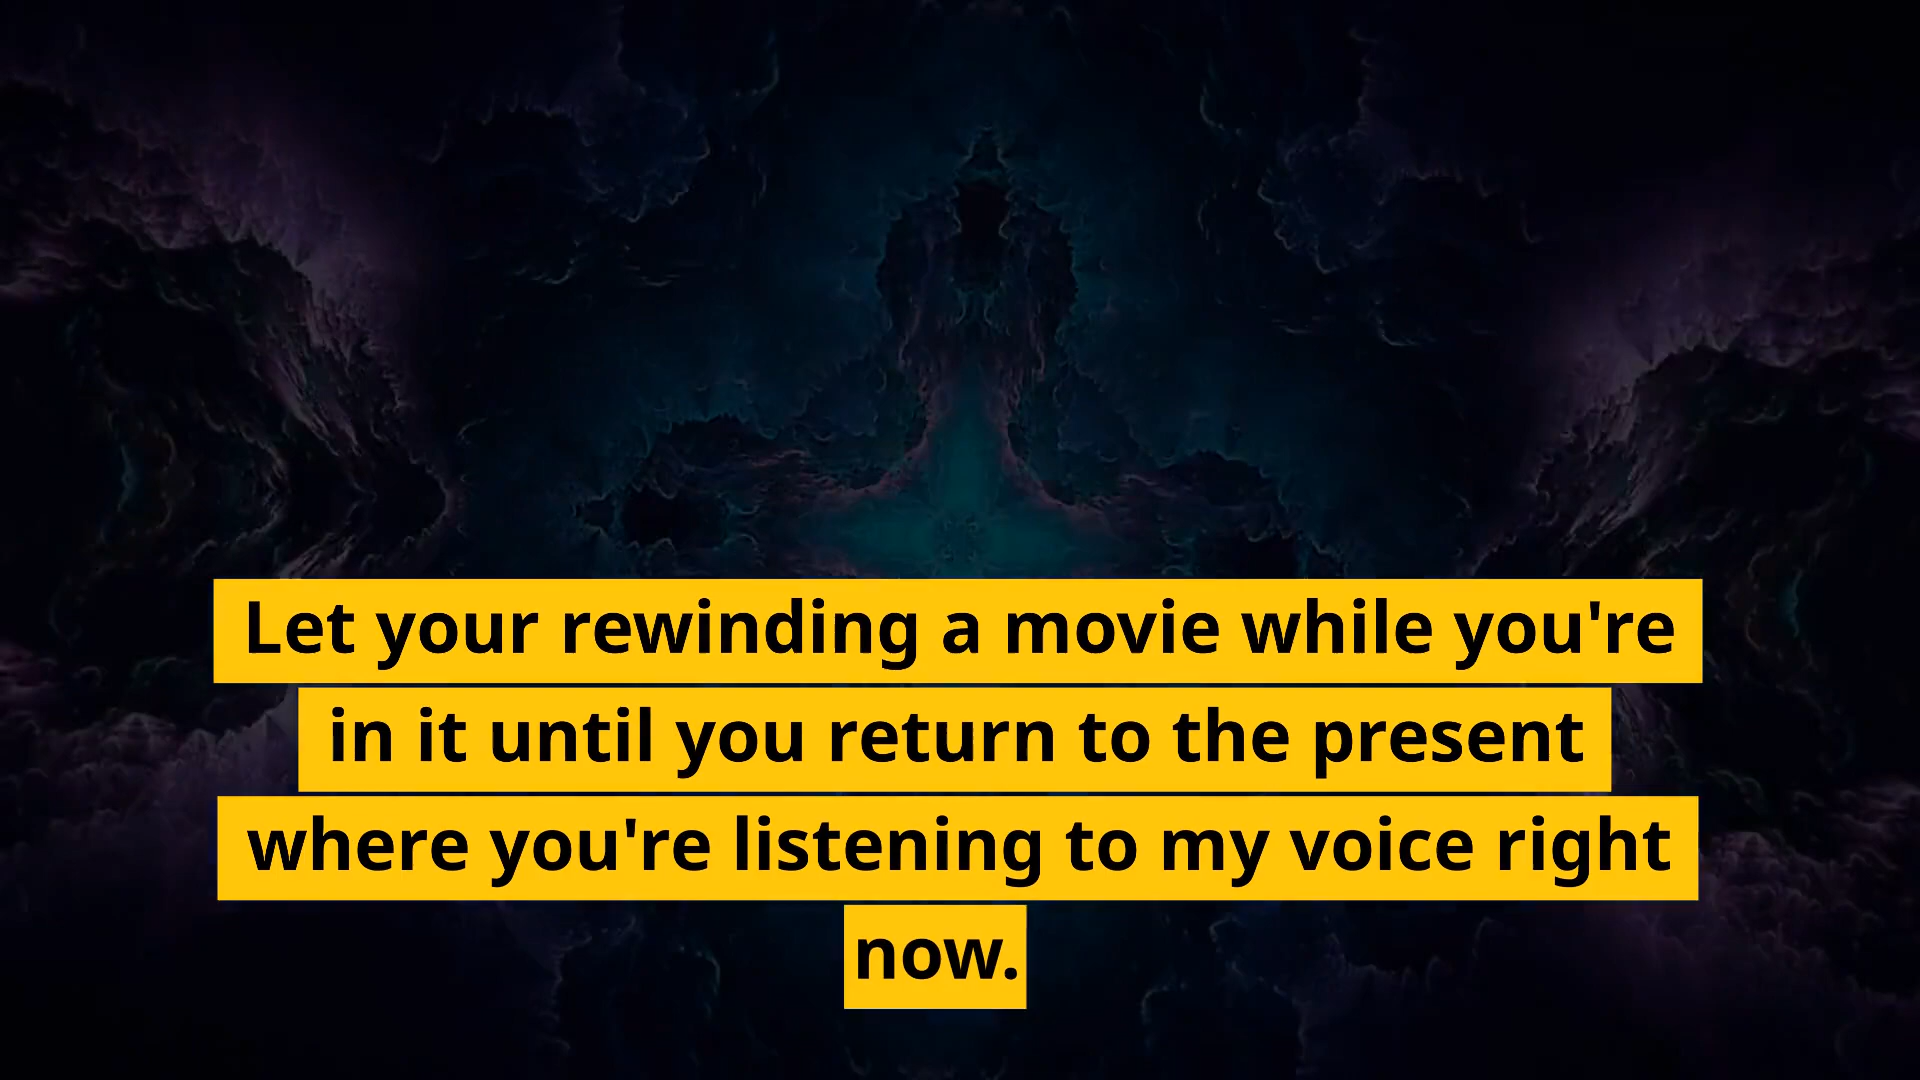 Let your rewinding a movie while you're
in it until you return to the present
where you're listening to my voice right
now.